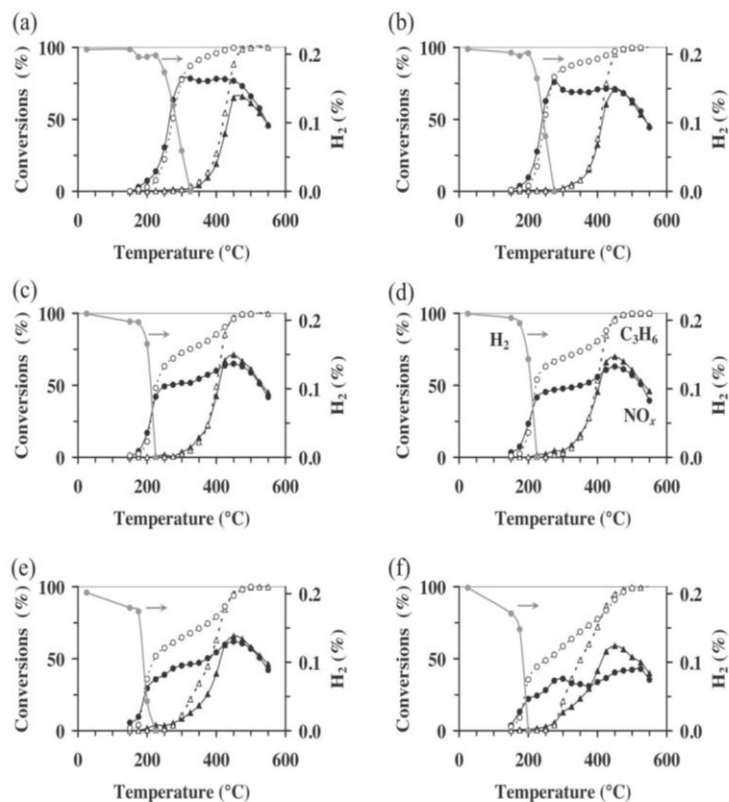 (a)
(b)
100
50
0
Conversions (%)
0.2
0.1
0.0
H₂ (%)
0 200 400 600
Temperature (°C)
100
50
0
Conversions (%)
0.2
0.1
0.0
H₂ (%)
0 200 400 600
Temperature (°C)
(c)
(d)
100
50
0
Conversions (%)
0.2
0.1
0.0
H₂ (%)
0 200 400 600
Temperature (°C)
100
50
0
Conversions (%)
H₂
C₃H₆
NOₓ
0.2
0.1
0.0
H₂ (%)
0 200 400 600
Temperature (°C)
(e)
(f)
100
50
0
Conversions (%)
0.2
0.1
0.0
H₂ (%)
0 200 400 600
Temperature (°C)
100
50
0
Conversions (%)
0.2
0.1
0.0
H₂ (%)
0 200 400 600
Temperature (°C)